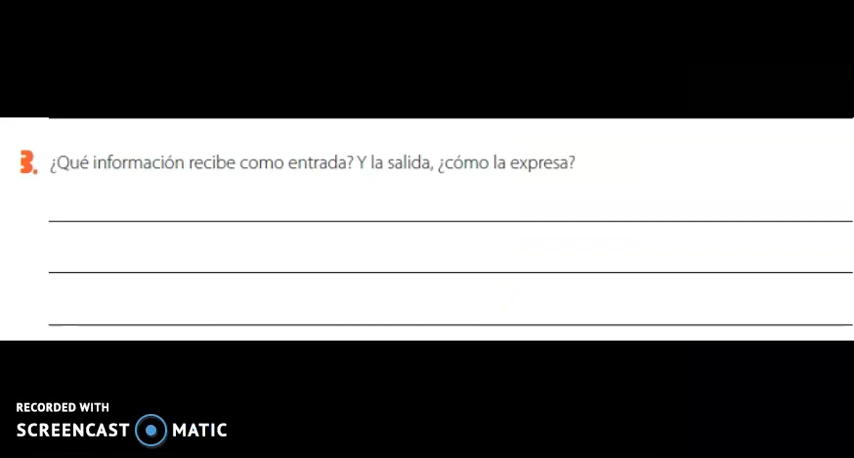 3. ¿Qué información recibe como entrada? Y la salida, ¿cómo la expresa?
RECORDED WITH
SCREENCAST MATIC